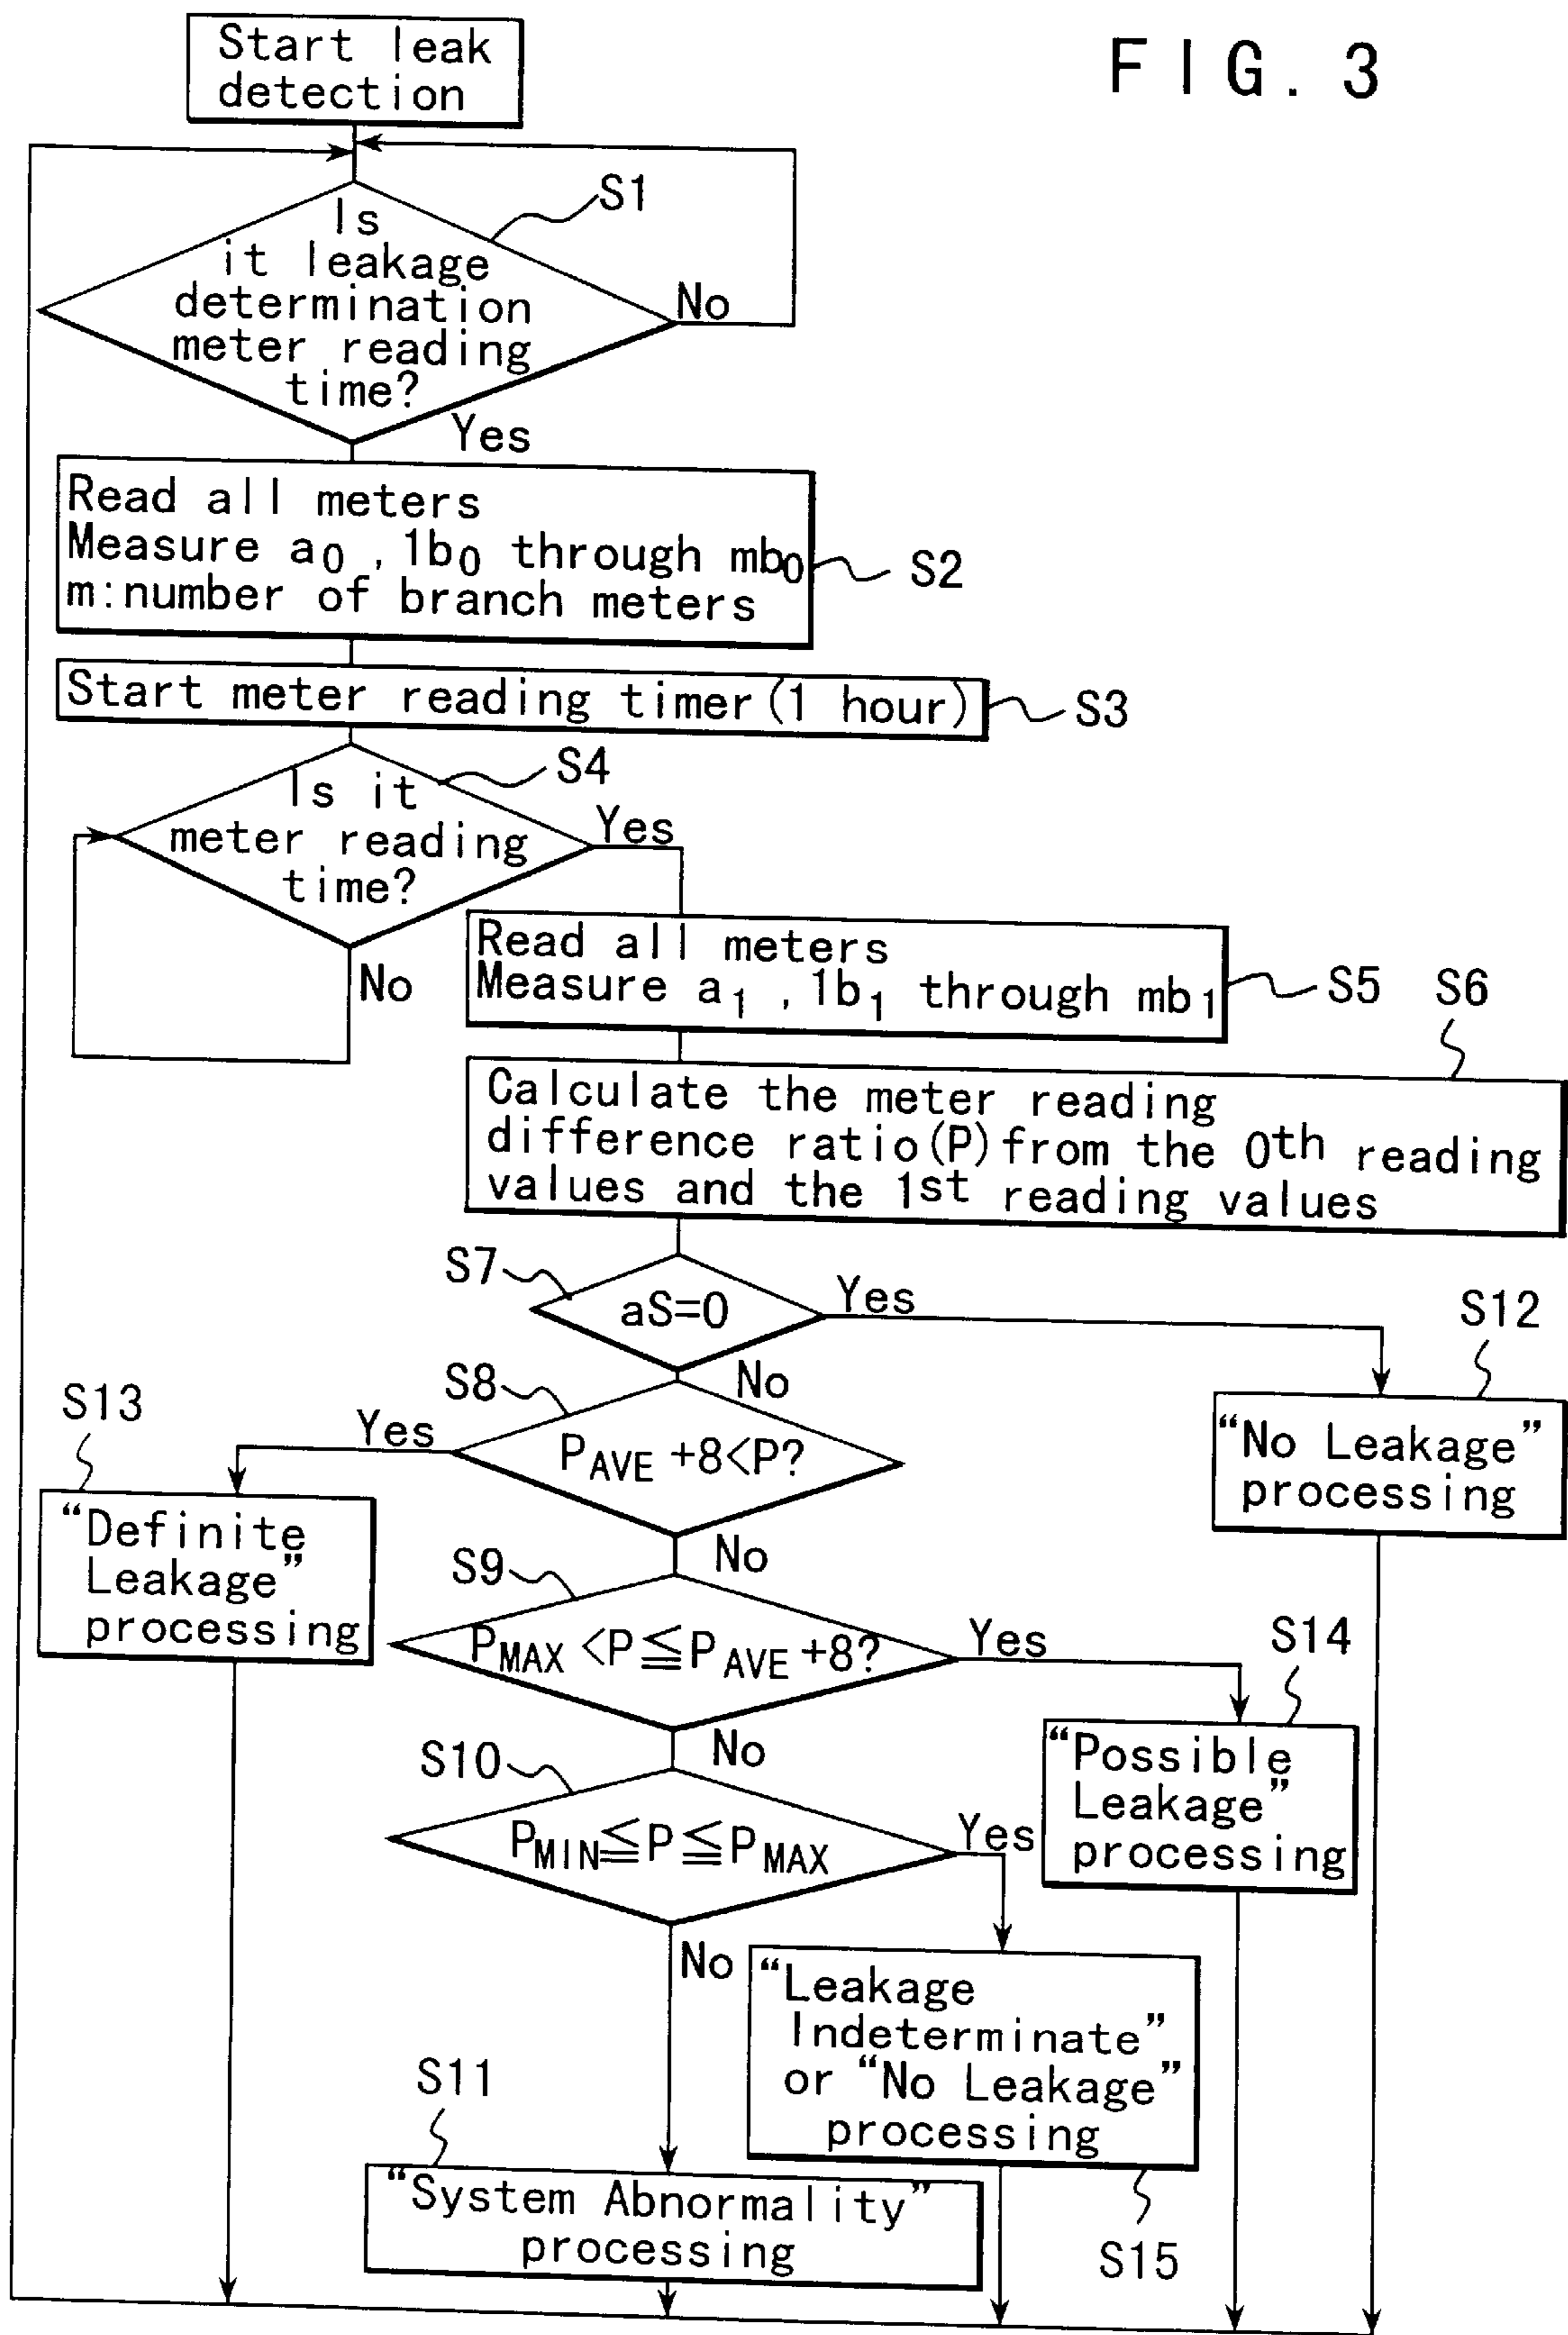 FIG. 3
Start leak
detection
S1
Is
it leakage
determination
meter reading
time?
No
Yes
Read all meters
Measure a0 , 1b0 through mb0
m:number of branch meters
S2
Start meter reading timer(1 hour)
S3
S4
Is it
meter reading
time?
Yes
No
Read all meters
Measure a1 , 1b1 through mb1
S5
S6
Calculate the meter reading
difference ratio(P) from the 0th reading
values and the 1st reading values
S7
aS=0
Yes
No
S12
“No Leakage”
processing
S8
PAVE +8<P?
Yes
No
S13
“Definite
Leakage”
processing
S9
PMAX <P≦PAVE +8?
Yes
No
S14
“Possible
Leakage”
processing
S10
PMIN≦P≦PMAX
Yes
No
“Leakage
Indeterminate”
or “No Leakage”
processing
S15
S11
“System Abnormality”
processing